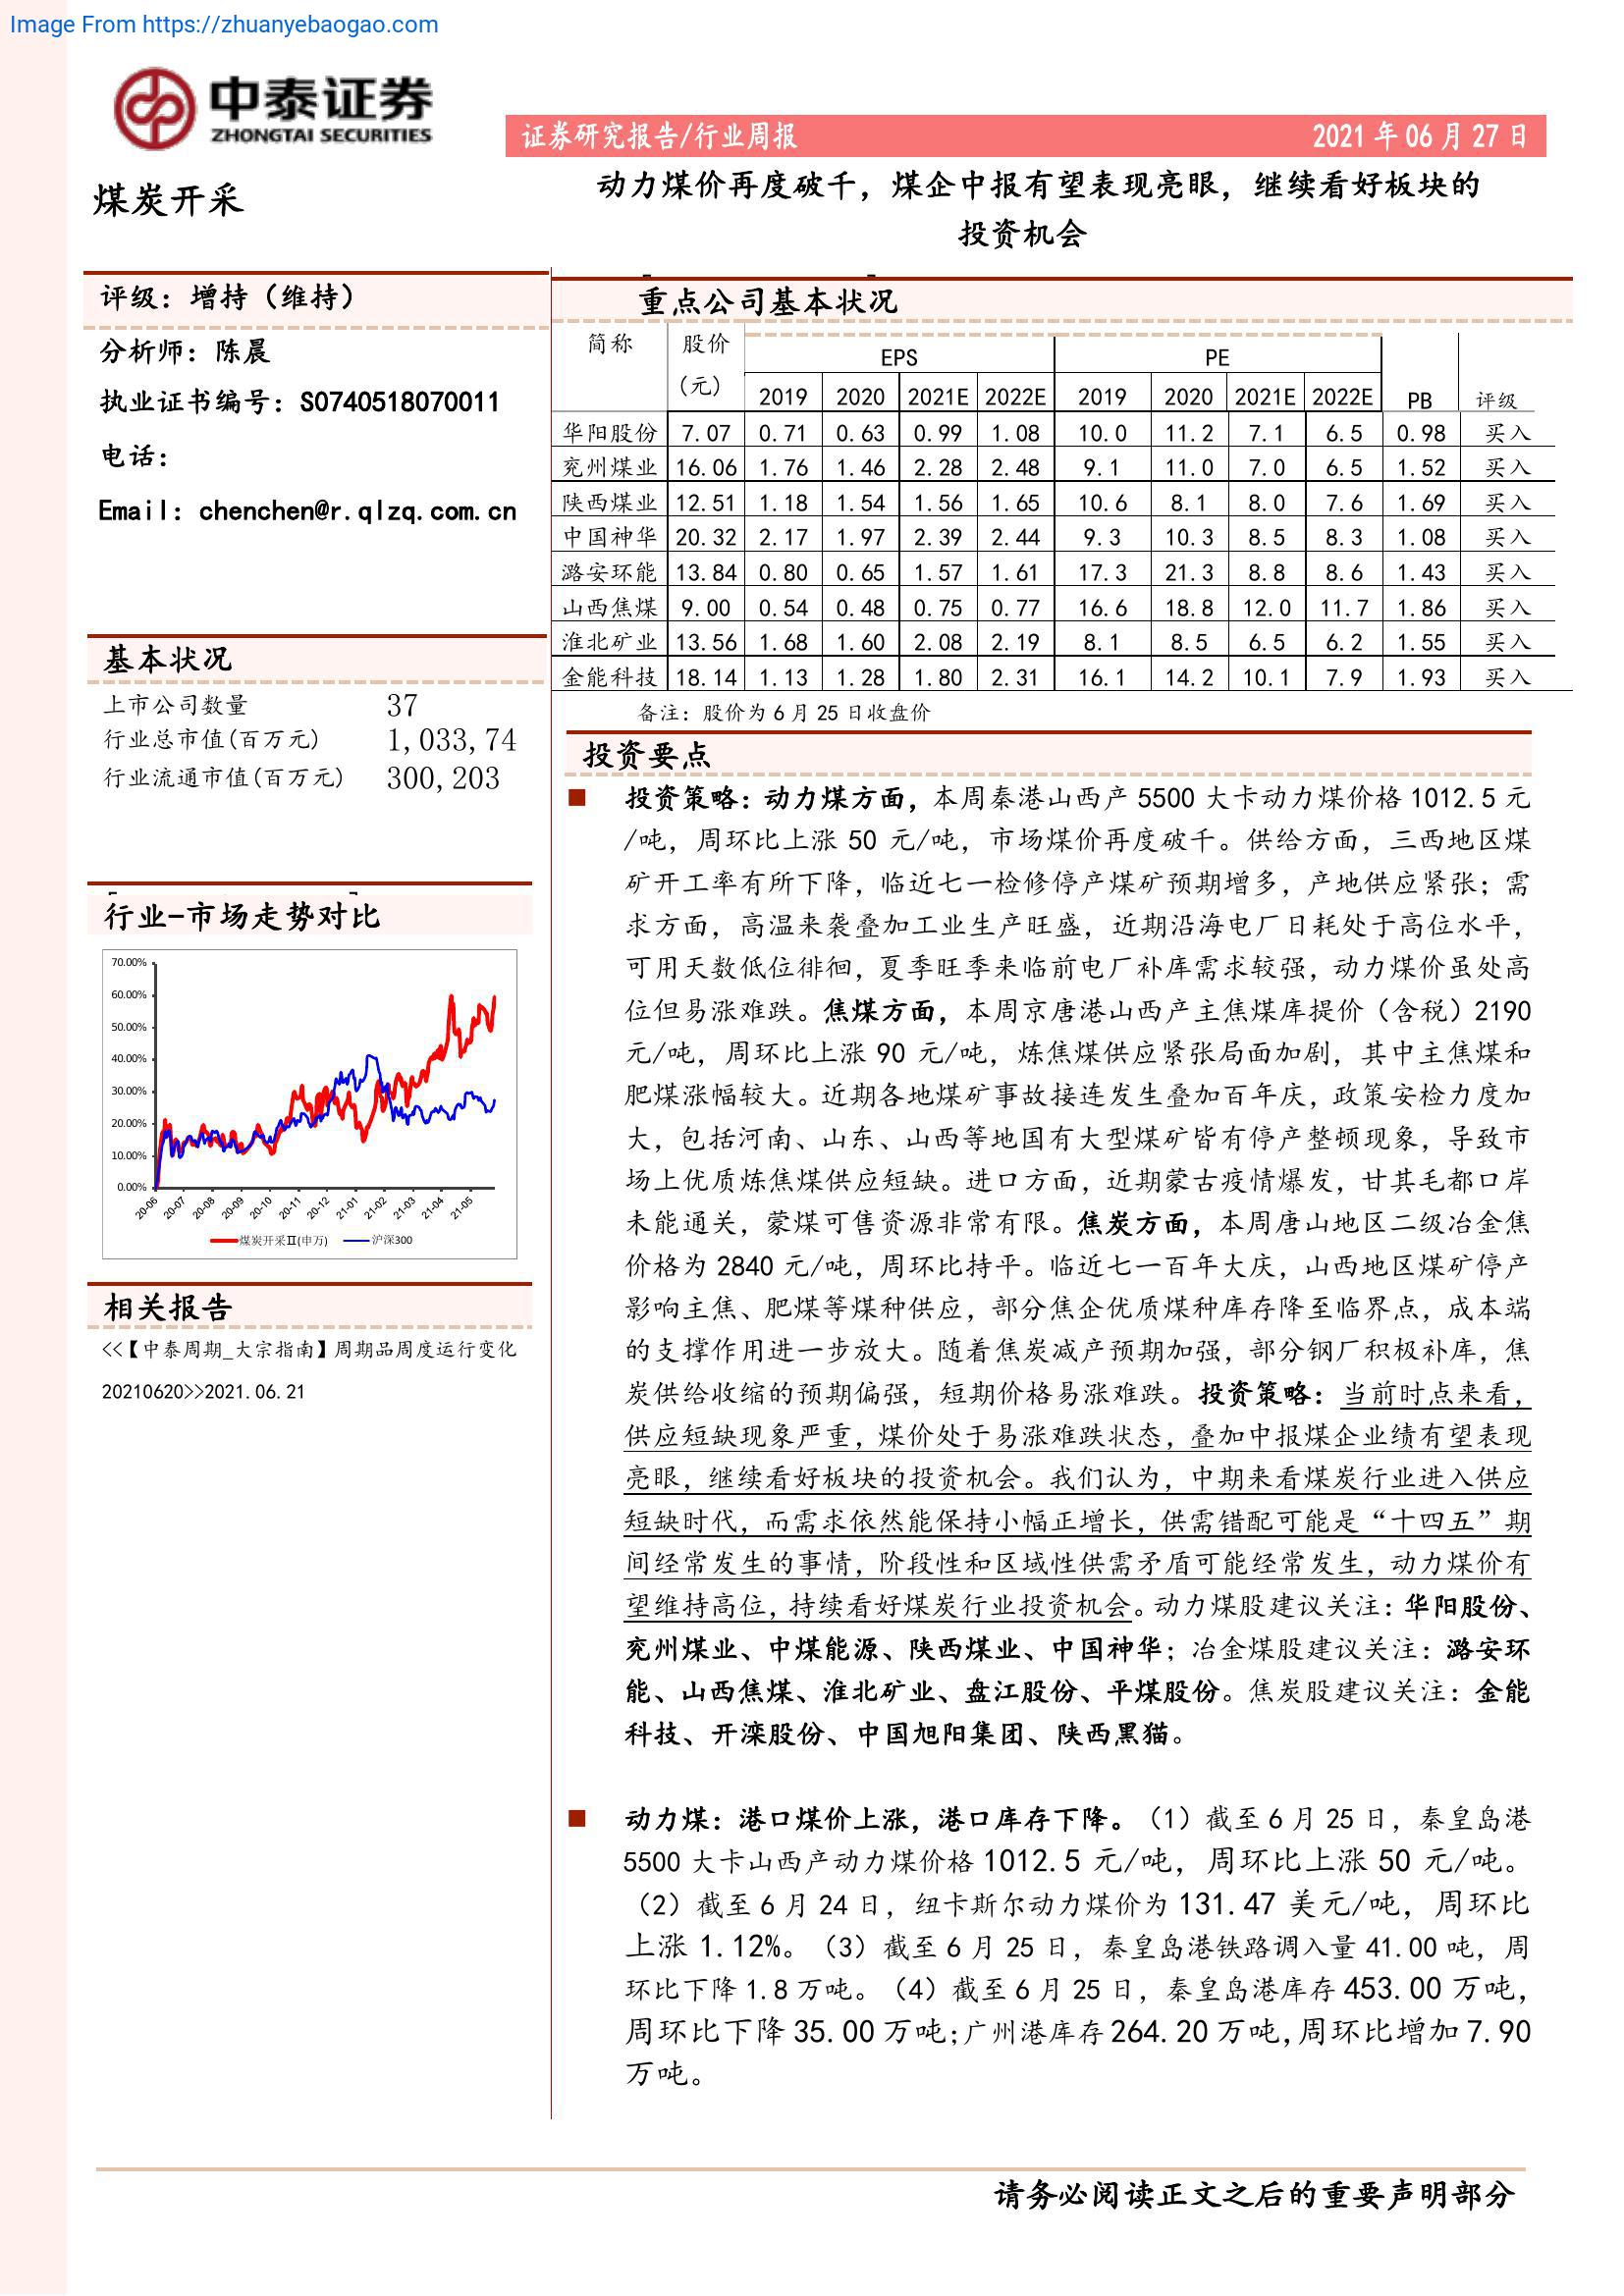 Image From https://zhuanyebaogao.com
中泰证券
ZHONGTAI SECURITIES
证券研究报告/行业周报 2021 年 06 月 27 日
煤炭开采
动力煤价再度破千，煤企中报有望表现亮眼，继续看好板块的
投资机会
评级：增持（维持）
分析师：陈晨
执业证书编号：S0740518070011
电话：
Email：chenchen@r.qlzq.com.cn
基本状况
上市公司数量 37
行业总市值(百万元) 1,033,74
行业流通市值(百万元) 300,203
行业-市场走势对比
70.00%
60.00%
50.00%
40.00%
30.00%
20.00%
10.00%
0.00%
20-06 20-07 20-08 20-09 20-10 20-11 20-12 21-01 21-02 21-03 21-04 21-05
煤炭开采Ⅱ(申万) 沪深300
相关报告
<<【中泰周期_大宗指南】周期品周度运行变化
20210620>>2021.06.21
重点公司基本状况
简称 股价 EPS PE
(元) 2019 2020 2021E 2022E 2019 2020 2021E 2022E PB 评级
华阳股份 7.07 0.71 0.63 0.99 1.08 10.0 11.2 7.1 6.5 0.98 买入
兖州煤业 16.06 1.76 1.46 2.28 2.48 9.1 11.0 7.0 6.5 1.52 买入
陕西煤业 12.51 1.18 1.54 1.56 1.65 10.6 8.1 8.0 7.6 1.69 买入
中国神华 20.32 2.17 1.97 2.39 2.44 9.3 10.3 8.5 8.3 1.08 买入
潞安环能 13.84 0.80 0.65 1.57 1.61 17.3 21.3 8.8 8.6 1.43 买入
山西焦煤 9.00 0.54 0.48 0.75 0.77 16.6 18.8 12.0 11.7 1.86 买入
淮北矿业 13.56 1.68 1.60 2.08 2.19 8.1 8.5 6.5 6.2 1.55 买入
金能科技 18.14 1.13 1.28 1.80 2.31 16.1 14.2 10.1 7.9 1.93 买入
备注：股价为 6 月 25 日收盘价
投资要点
■ 投资策略：动力煤方面，本周秦港山西产 5500 大卡动力煤价格 1012.5 元
/吨，周环比上涨 50 元/吨，市场煤价再度破千。供给方面，三西地区煤
矿开工率有所下降，临近七一检修停产煤矿预期增多，产地供应紧张；需
求方面，高温来袭叠加工业生产旺盛，近期沿海电厂日耗处于高位水平，
可用天数低位徘徊，夏季旺季来临前电厂补库需求较强，动力煤价虽处高
位但易涨难跌。焦煤方面，本周京唐港山西产主焦煤库提价（含税）2190
元/吨，周环比上涨 90 元/吨，炼焦煤供应紧张局面加剧，其中主焦煤和
肥煤涨幅较大。近期各地煤矿事故接连发生叠加百年庆，政策安检力度加
大，包括河南、山东、山西等地国有大型煤矿皆有停产整顿现象，导致市
场上优质炼焦煤供应短缺。进口方面，近期蒙古疫情爆发，甘其毛都口岸
未能通关，蒙煤可售资源非常有限。焦炭方面，本周唐山地区二级冶金焦
价格为 2840 元/吨，周环比持平。临近七一百年大庆，山西地区煤矿停产
影响主焦、肥煤等煤种供应，部分焦企优质煤种库存降至临界点，成本端
的支撑作用进一步放大。随着焦炭减产预期加强，部分钢厂积极补库，焦
炭供给收缩的预期偏强，短期价格易涨难跌。投资策略：当前时点来看，
供应短缺现象严重，煤价处于易涨难跌状态，叠加中报煤企业绩有望表现
亮眼，继续看好板块的投资机会。我们认为，中期来看煤炭行业进入供应
短缺时代，而需求依然能保持小幅正增长，供需错配可能是“十四五”期
间经常发生的事情，阶段性和区域性供需矛盾可能经常发生，动力煤价有
望维持高位，持续看好煤炭行业投资机会。动力煤股建议关注：华阳股份、
兖州煤业、中煤能源、陕西煤业、中国神华；冶金煤股建议关注：潞安环
能、山西焦煤、淮北矿业、盘江股份、平煤股份。焦炭股建议关注：金能
科技、开滦股份、中国旭阳集团、陕西黑猫。
■ 动力煤：港口煤价上涨，港口库存下降。（1）截至 6 月 25 日，秦皇岛港
5500 大卡山西产动力煤价格 1012.5 元/吨，周环比上涨 50 元/吨。
（2）截至 6 月 24 日，纽卡斯尔动力煤价为 131.47 美元/吨，周环比
上涨 1.12%。（3）截至 6 月 25 日，秦皇岛港铁路调入量 41.00 吨，周
环比下降 1.8 万吨。（4）截至 6 月 25 日，秦皇岛港库存 453.00 万吨，
周环比下降 35.00 万吨；广州港库存 264.20 万吨，周环比增加 7.90
万吨。
请务必阅读正文之后的重要声明部分